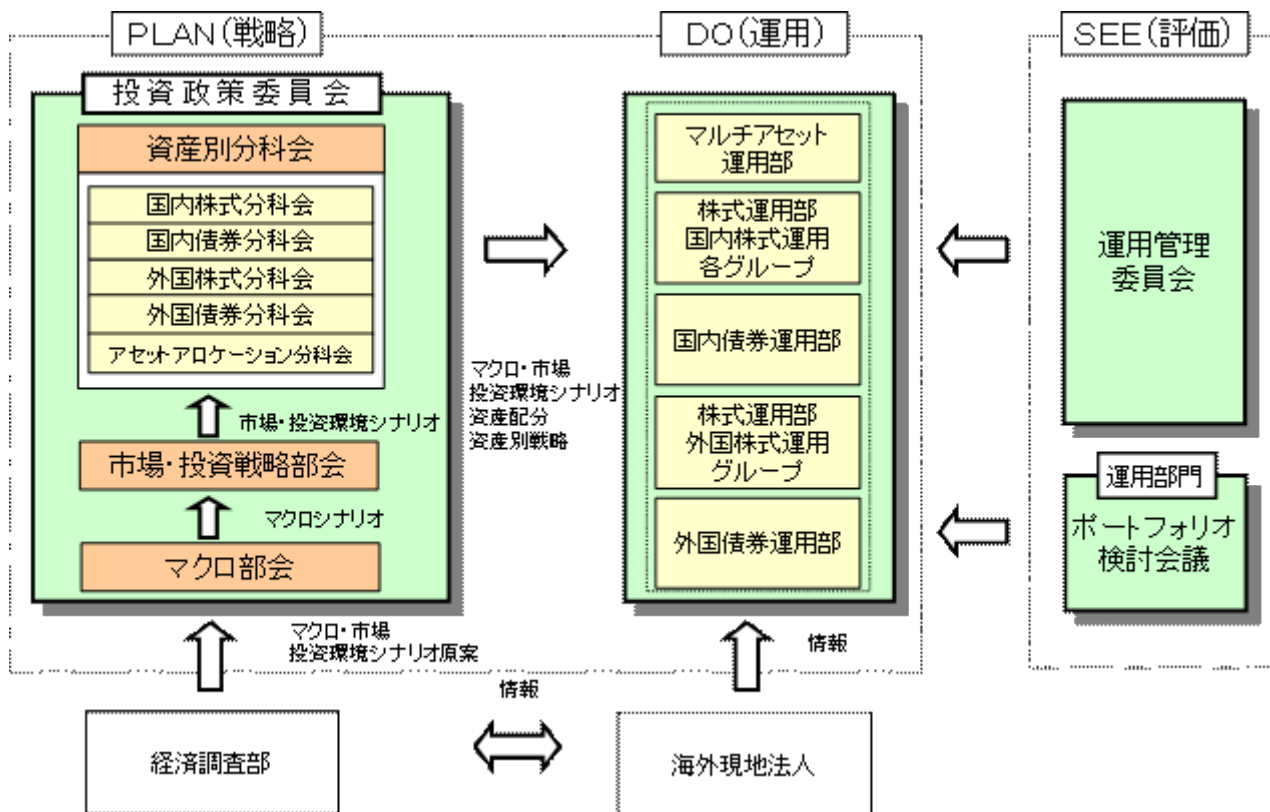 PLAN(戦略)
投資政策委員会
資産別分科会
国内株式分科会
国内債券分科会
外国株式分科会
外国債券分科会
アセットアロケーション分科会
市場・投資環境シナリオ
市場・投資戦略部会
マクロシナリオ
マクロ部会
マクロ・市場
投資環境シナリオ原案
経済調査部
マクロ・市場
投資環境シナリオ
資産配分
資産別戦略
情報
DO(運用)
マルチアセット
運用部
株式運用部
国内株式運用
各グループ
国内債券運用部
株式運用部
外国株式運用
グループ
外国債券運用部
情報
海外現地法人
SEE(評価)
運用管理
委員会
運用部門
ポートフォリオ
検討会議